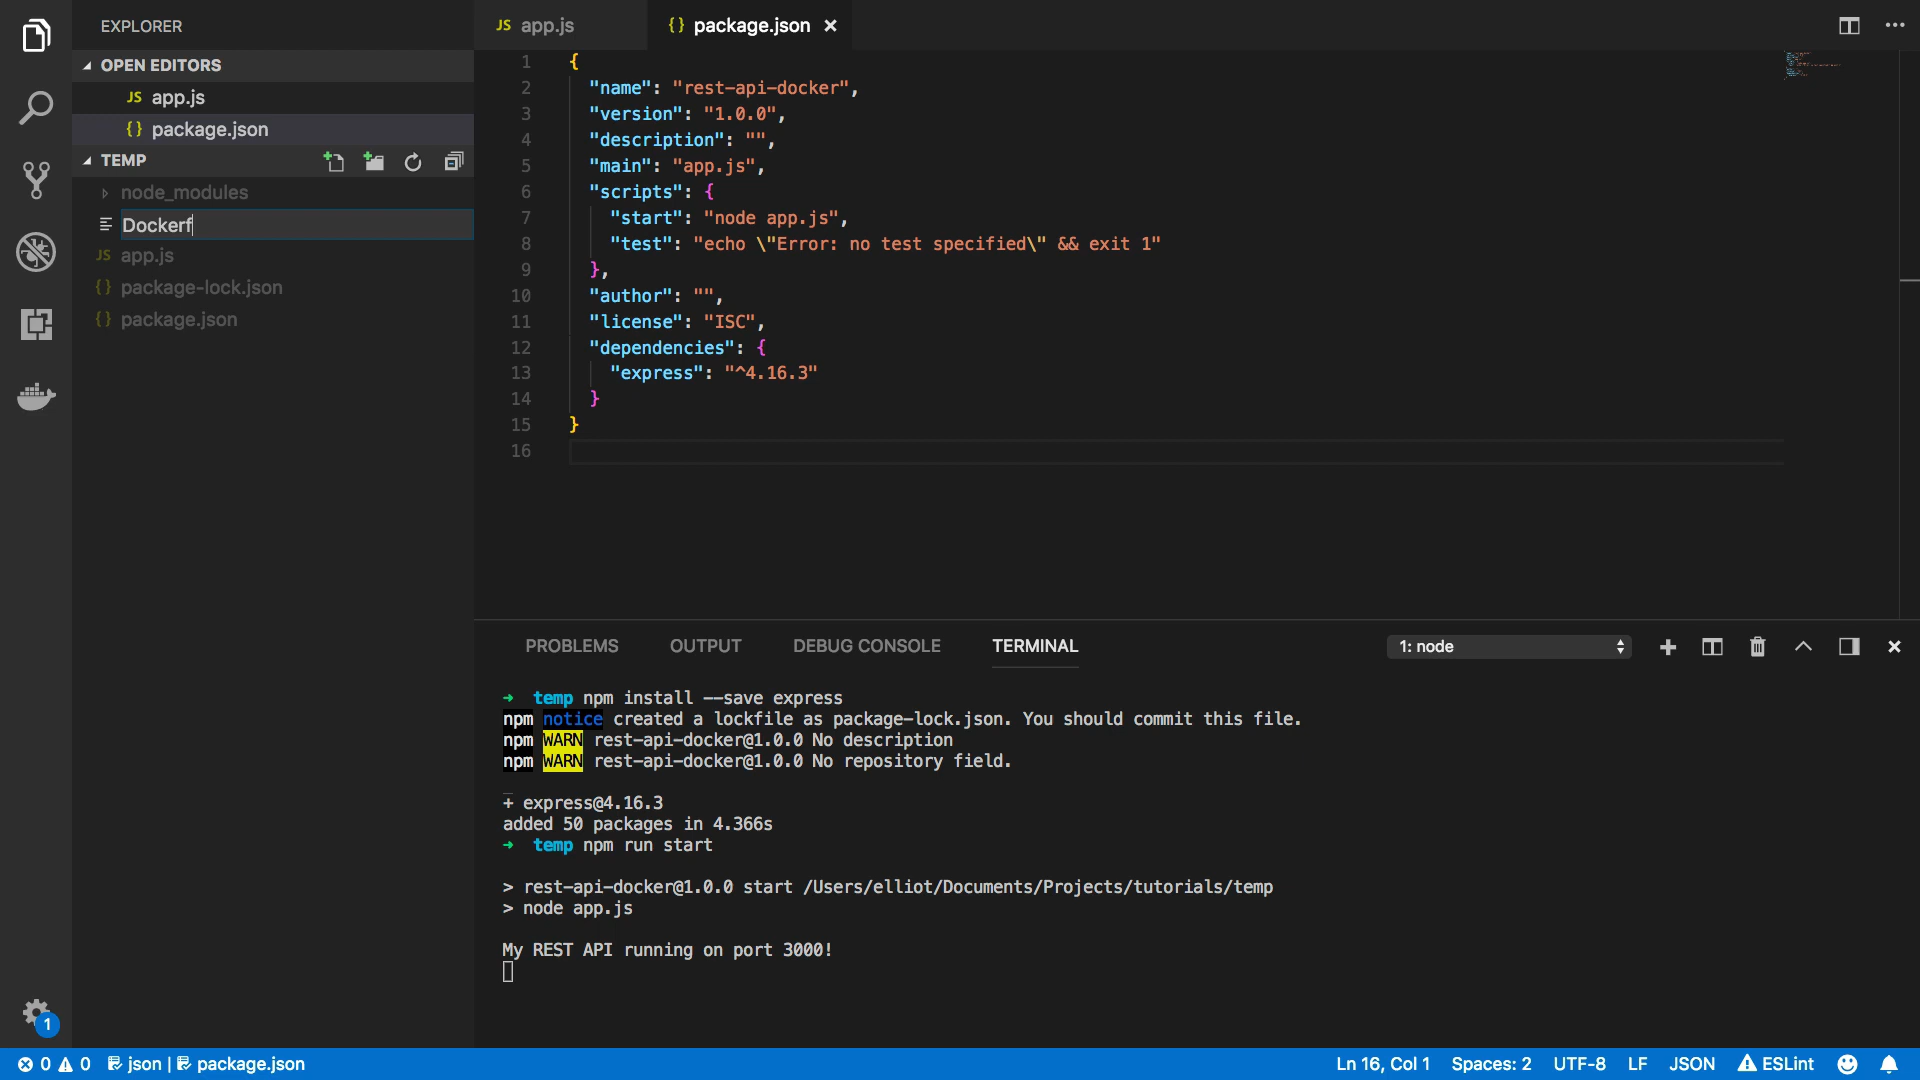 EXPLORER
OPEN EDITORS
JS app.js
{} package.json
TEMP
node_modules
Dockerf
JS app.js
{} package-lock.json
{} package.json
1
JS app.js
{} package.json
1 {
2 "name": "rest-api-docker",
3 "version": "1.0.0",
4 "description": "",
5 "main": "app.js",
6 "scripts": {
7 "start": "node app.js",
8 "test": "echo \"Error: no test specified\" && exit 1"
9 },
10 "author": "",
11 "license": "ISC",
12 "dependencies": {
13 "express": "^4.16.3"
14 }
15 }
16
PROBLEMS OUTPUT DEBUG CONSOLE TERMINAL 1: node
→ temp npm install --save express
npm notice created a lockfile as package-lock.json. You should commit this file.
npm WARN rest-api-docker@1.0.0 No description
npm WARN rest-api-docker@1.0.0 No repository field.
+ express@4.16.3
added 50 packages in 4.366s
→ temp npm run start
> rest-api-docker@1.0.0 start /Users/elliot/Documents/Projects/tutorials/temp
> node app.js
My REST API running on port 3000!
0 0 json | package.json Ln 16, Col 1 Spaces: 2 UTF-8 LF JSON ESLint